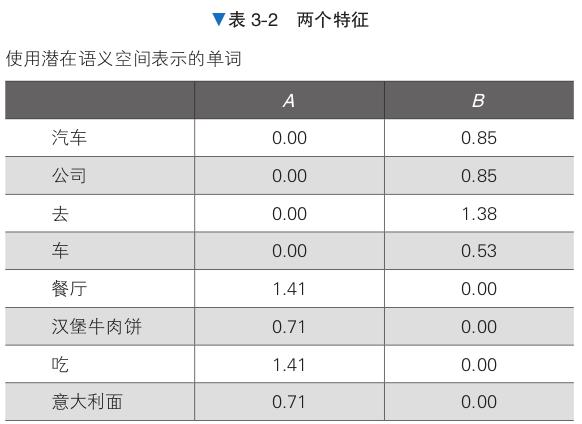 ▼表 3-2 两个特征
使用潜在语义空间表示的单词
A B
汽车 0.00 0.85
公司 0.00 0.85
去 0.00 1.38
车 0.00 0.53
餐厅 1.41 0.00
汉堡牛肉饼 0.71 0.00
吃 1.41 0.00
意大利面 0.71 0.00